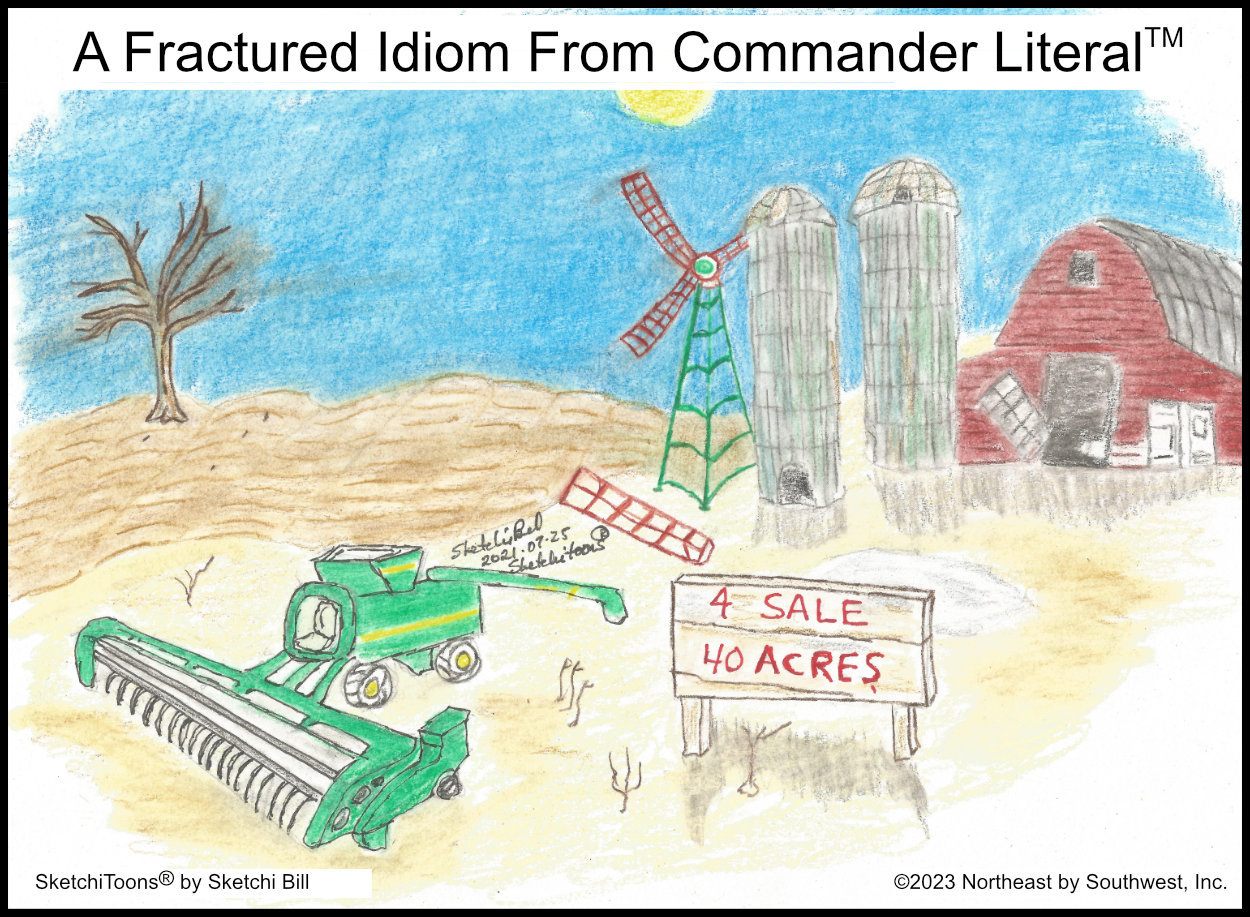 A Fractured Idiom From Commander Literal™
SketchiBill
2021.07.25
Sketchitoons®
4 SALE
40 ACRES
SketchiToons® by Sketchi Bill
©2023 Northeast by Southwest, Inc.